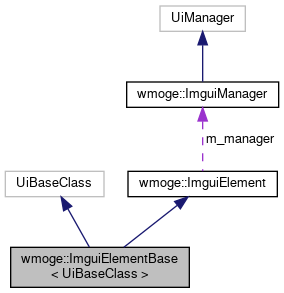 UiManager
wmoge::ImguiManager
m_manager
UiBaseClass
wmoge::ImguiElement
wmoge::ImguiElementBase
< UiBaseClass >